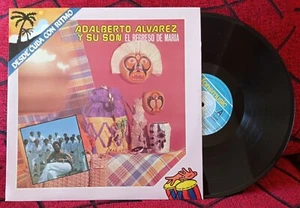 DESDE CUBA CON RITMO
ADALBERTO ALVAREZ
Y SU SON EL REGRESO DE MARIA